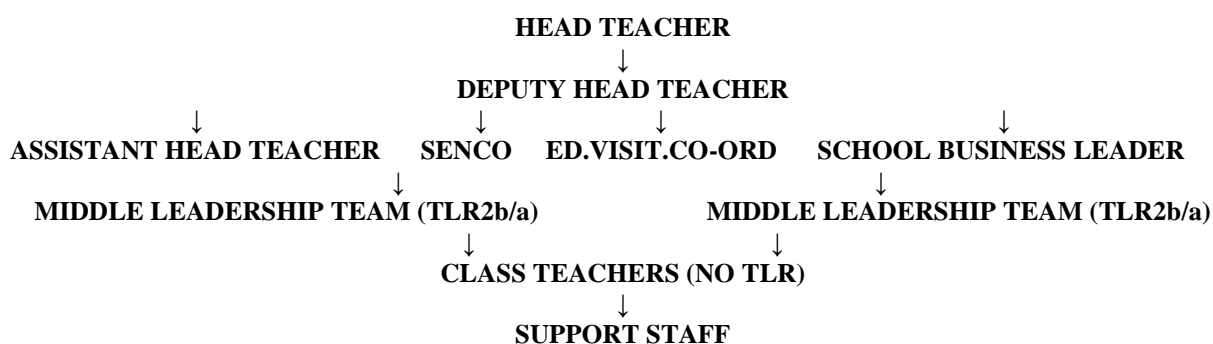 HEAD TEACHER
↓
DEPUTY HEAD TEACHER
↓ ↓ ↓ ↓
ASSISTANT HEAD TEACHER SENCO ED.VISIT.CO-ORD SCHOOL BUSINESS LEADER
↓ ↓
MIDDLE LEADERSHIP TEAM (TLR2b/a) MIDDLE LEADERSHIP TEAM (TLR2b/a)
↓ ↓
CLASS TEACHERS (NO TLR)
↓
SUPPORT STAFF